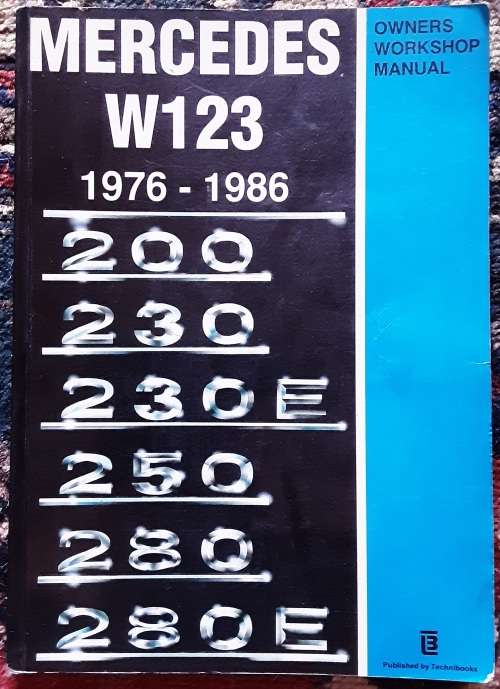 MERCEDES
W123
1976 - 1986
200
230
230E
250
280
280E
OWNERS
WORKSHOP
MANUAL
Published by Technibooks